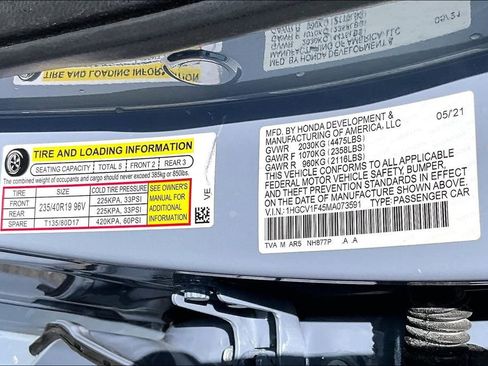 TIRE AND LOADING INFORMATION
SEATING CAPACITY TOTAL 5 FRONT 2 REAR 3
The combined weight of occupants and cargo should never exceed 385kg or 850lbs.
TIRE SIZE COLD TIRE PRESSURE
FRONT 235/40R19 96V 225KPA, 33PSI
REAR 225KPA, 33PSI
SPARE T135/80D17 420KPA, 60PSI
SEE OWNER'S
MANUAL FOR
ADDITIONAL
INFORMATION
VE
MFD. BY HONDA DEVELOPMENT & 05/21
MANUFACTURING OF AMERICA, LLC
GVWR 2030KG (4475LBS)
GAWR F 1070KG (2358LBS)
GAWR R 960KG (2116LBS)
THIS VEHICLE CONFORMS TO ALL APPLICABLE
FEDERAL MOTOR VEHICLE SAFETY, BUMPER,
AND THEFT PREVENTION STANDARDS IN EFFECT
ON THE DATE OF MANUFACTURE SHOWN ABOVE.
V.I.N.: 1HGCV1F45MA073591 TYPE: PASSENGER CAR
TVA M AR5 NH877P A A